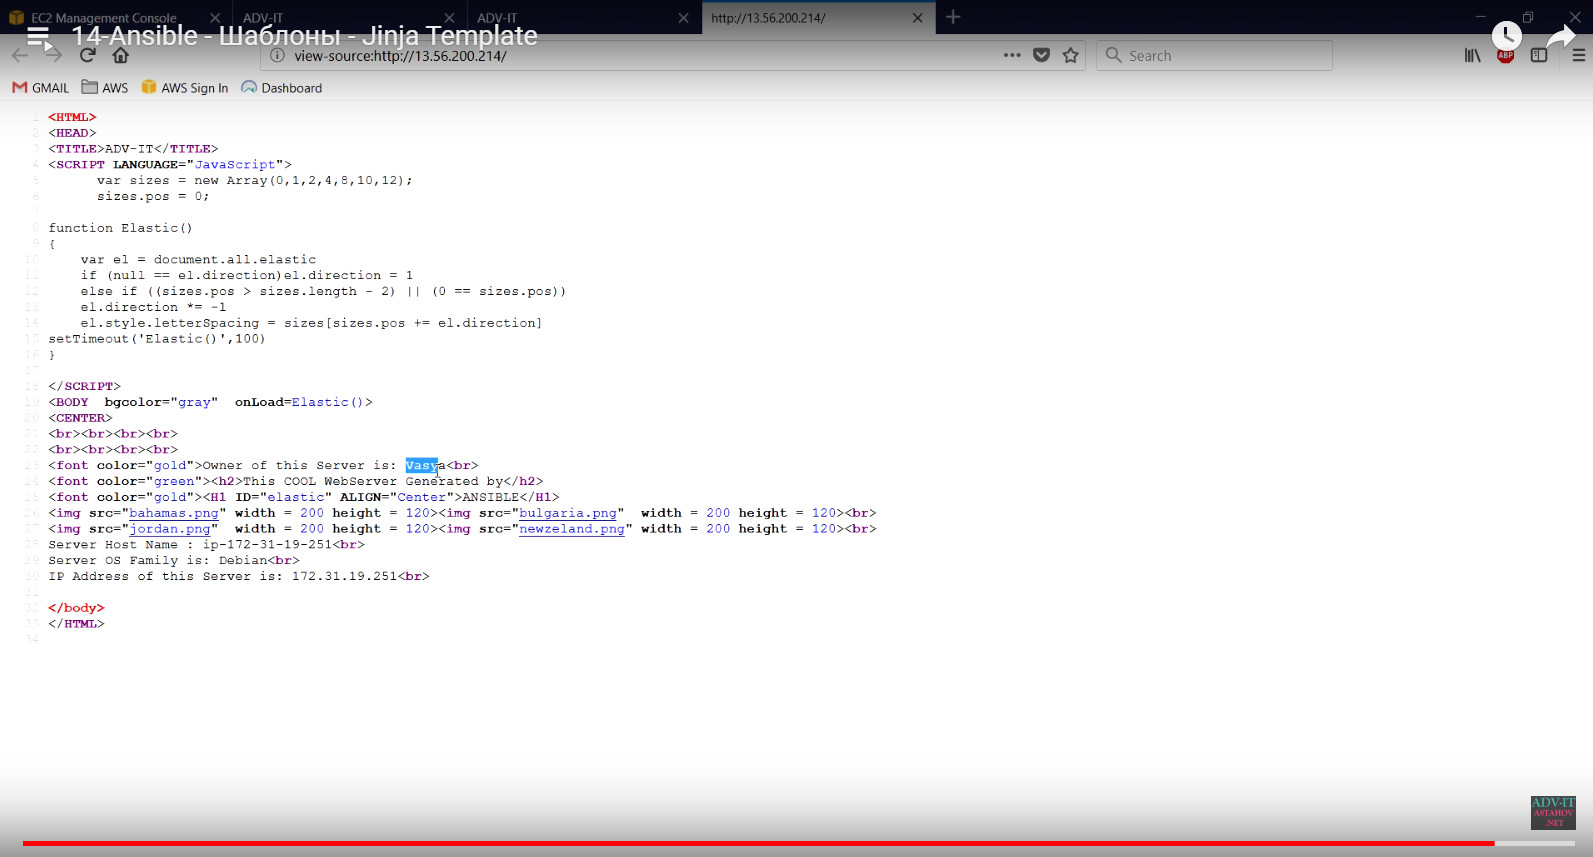 EC2 Management Console
ADV-IT
ADV-IT
http://13.56.200.214/
14-Ansible - Шаблоны - Jinja Template
view-source:http://13.56.200.214/
Search
ABP
GMAIL
AWS
AWS Sign In
Dashboard
1 <HTML>
2 <HEAD>
3 <TITLE>ADV-IT</TITLE>
4 <SCRIPT LANGUAGE="JavaScript">
5 var sizes = new Array(0,1,2,4,8,10,12);
6 sizes.pos = 0;
7
8 function Elastic()
9 {
10 var el = document.all.elastic
11 if (null == el.direction)el.direction = 1
12 else if ((sizes.pos > sizes.length - 2) || (0 == sizes.pos))
13 el.direction *= -1
14 el.style.letterSpacing = sizes[sizes.pos += el.direction]
15 setTimeout('Elastic()',100)
16 }
17
18 </SCRIPT>
19 <BODY  bgcolor="gray"  onLoad=Elastic()>
20 <CENTER>
21 <br><br><br><br>
22 <br><br><br><br>
23 <font color="gold">Owner of this Server is: Vasya<br>
24 <font color="green"><h2>This COOL WebServer Generated by</h2>
25 <font color="gold"><H1 ID="elastic" ALIGN="Center">ANSIBLE</H1>
26 <img src="bahamas.png"  width = 200 height = 120><img src="bulgaria.png"  width = 200 height = 120><br>
27 <img src="jordan.png"   width = 200 height = 120><img src="newzeland.png" width = 200 height = 120><br>
28 Server Host Name : ip-172-31-19-251<br>
29 Server OS Family is: Debian<br>
30 IP Address of this Server is: 172.31.19.251<br>
31
32 </body>
33 </HTML>
34
ADV-IT
ASTAHOV
.NET